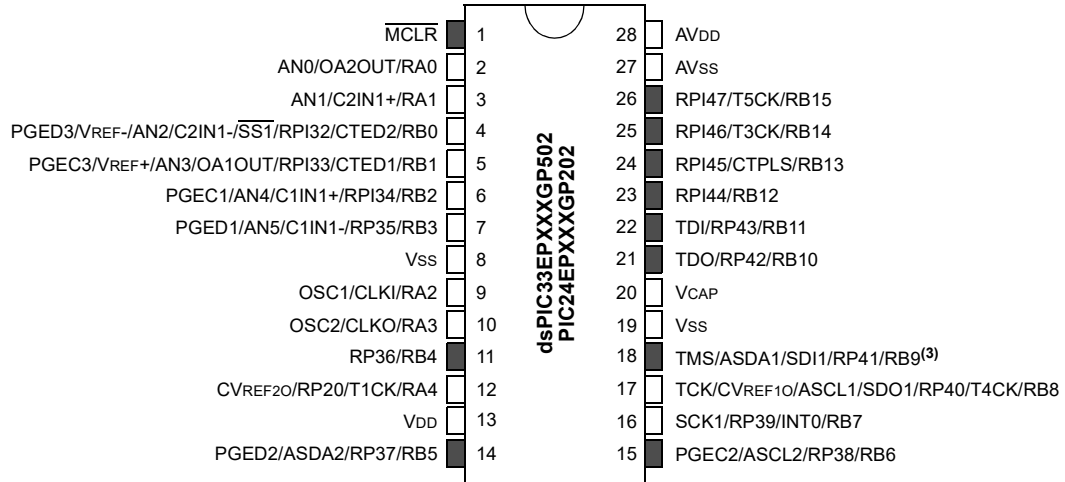 MCLR 1 28 AVDD
AN0/OA2OUT/RA0 2 27 AVSS
AN1/C2IN1+/RA1 3 26 RPI47/T5CK/RB15
PGED3/VREF-/AN2/C2IN1-/SS1/RPI32/CTED2/RB0 4 25 RPI46/T3CK/RB14
PGEC3/VREF+/AN3/OA1OUT/RPI33/CTED1/RB1 5 24 RPI45/CTPLS/RB13
PGEC1/AN4/C1IN1+/RPI34/RB2 6 23 RPI44/RB12
PGED1/AN5/C1IN1-/RP35/RB3 7 22 TDI/RP43/RB11
VSS 8 21 TDO/RP42/RB10
OSC1/CLKI/RA2 9 20 VCAP
OSC2/CLKO/RA3 10 19 VSS
RP36/RB4 11 18 TMS/ASDA1/SDI1/RP41/RB9(3)
CVREF2O/RP20/T1CK/RA4 12 17 TCK/CVREF1O/ASCL1/SDO1/RP40/T4CK/RB8
VDD 13 16 SCK1/RP39/INT0/RB7
PGED2/ASDA2/RP37/RB5 14 15 PGEC2/ASCL2/RP38/RB6
dsPIC33EPXXXGP502
PIC24EPXXXGP202